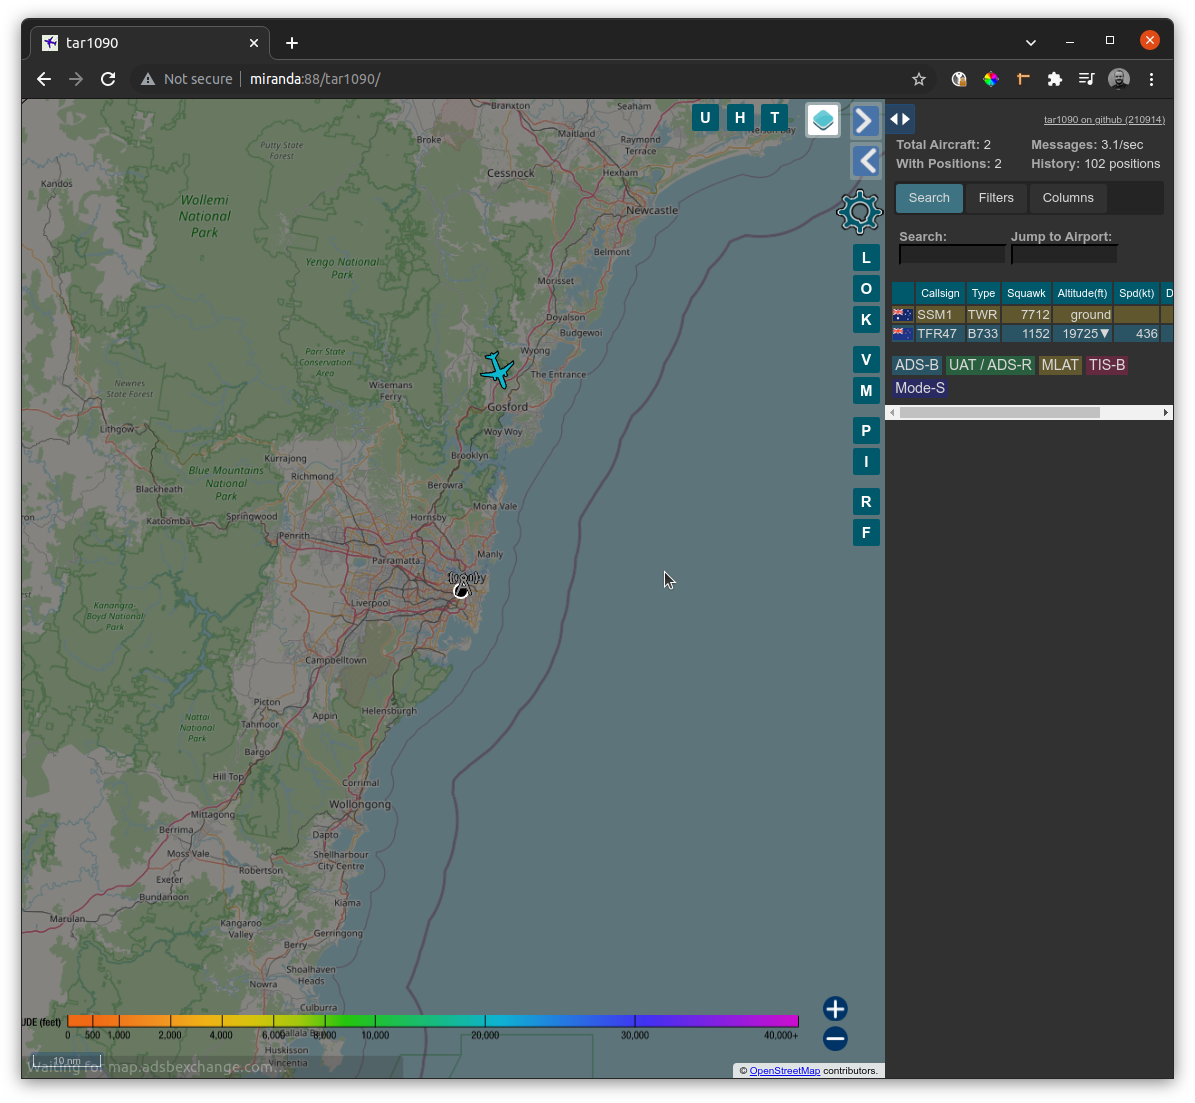 tar1090
Not secure
miranda:88/tar1090/
Branxton
Seaham
Maitland
Raymond
Terrace
Nelson Bay
Broke
Putty State
Forest
Cessnock
Hexham
Kandos
Wollemi
National
Park
Newcastle
Belmont
Yengo National
Park
Morisset
Doyalson
Budgewoi
Parr State
Conservation
Area
Wyong
The Entrance
Newnes
State Forest
Wisemans
Ferry
Gosford
Lithgow
Woy Woy
Kurrajong
Brooklyn
Blue Mountains
National
Park
Richmond
Berowra
Blackheath
Mona Vale
Katoomba
Springwood
Hornsby
Penrith
Manly
Parramatta
Liverpool
Kanangra-
Boyd National
Park
Campbelltown
Picton
Tahmoor
Appin
Helensburgh
Nattai
National
Park
Bargo
Hill Top
Corrimal
Wollongong
Mittagong
Berrima
Dapto
Moss Vale
Shellharbour
City Centre
Robertson
Exeter
Bundanoon
Kiama
Marulan
Kangaroo
Valley
Gerringong
Berry
Shoalhaven
Heads
Nowra
Culburra
Huskisson
Vincentia
U H T
L
O
K
V
M
P
I
R
F
UDE (feet)
0 500 1,000 2,000 4,000 6,000 8,000 10,000 20,000 30,000 40,000+
10 nm
Waiting for map.adsbexchange.com...
© OpenStreetMap contributors.
tar1090 on github (210914)
Total Aircraft: 2 Messages: 3.1/sec
With Positions: 2 History: 102 positions
Search Filters Columns
Search: Jump to Airport:
Callsign Type Squawk Altitude(ft) Spd(kt) D
SSM1 TWR 7712 ground
TFR47 B733 1152 19725▼ 436
ADS-B UAT / ADS-R MLAT TIS-B
Mode-S